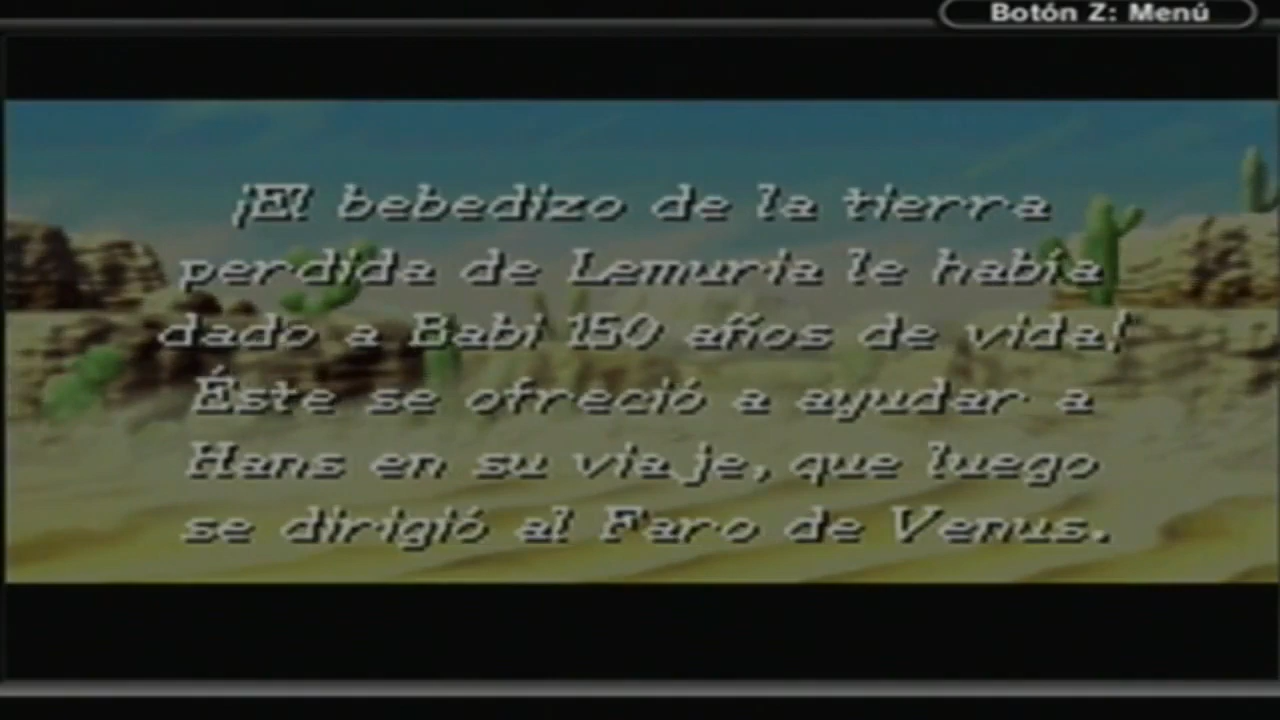 Botón Z: Menú
¡El bebedizo de la tierra
perdida de Lemuria le había
dado a Babi 150 años de vida!
Éste se ofreció a ayudar a
Hans en su viaje, que luego
se dirigió al Faro de Venus.